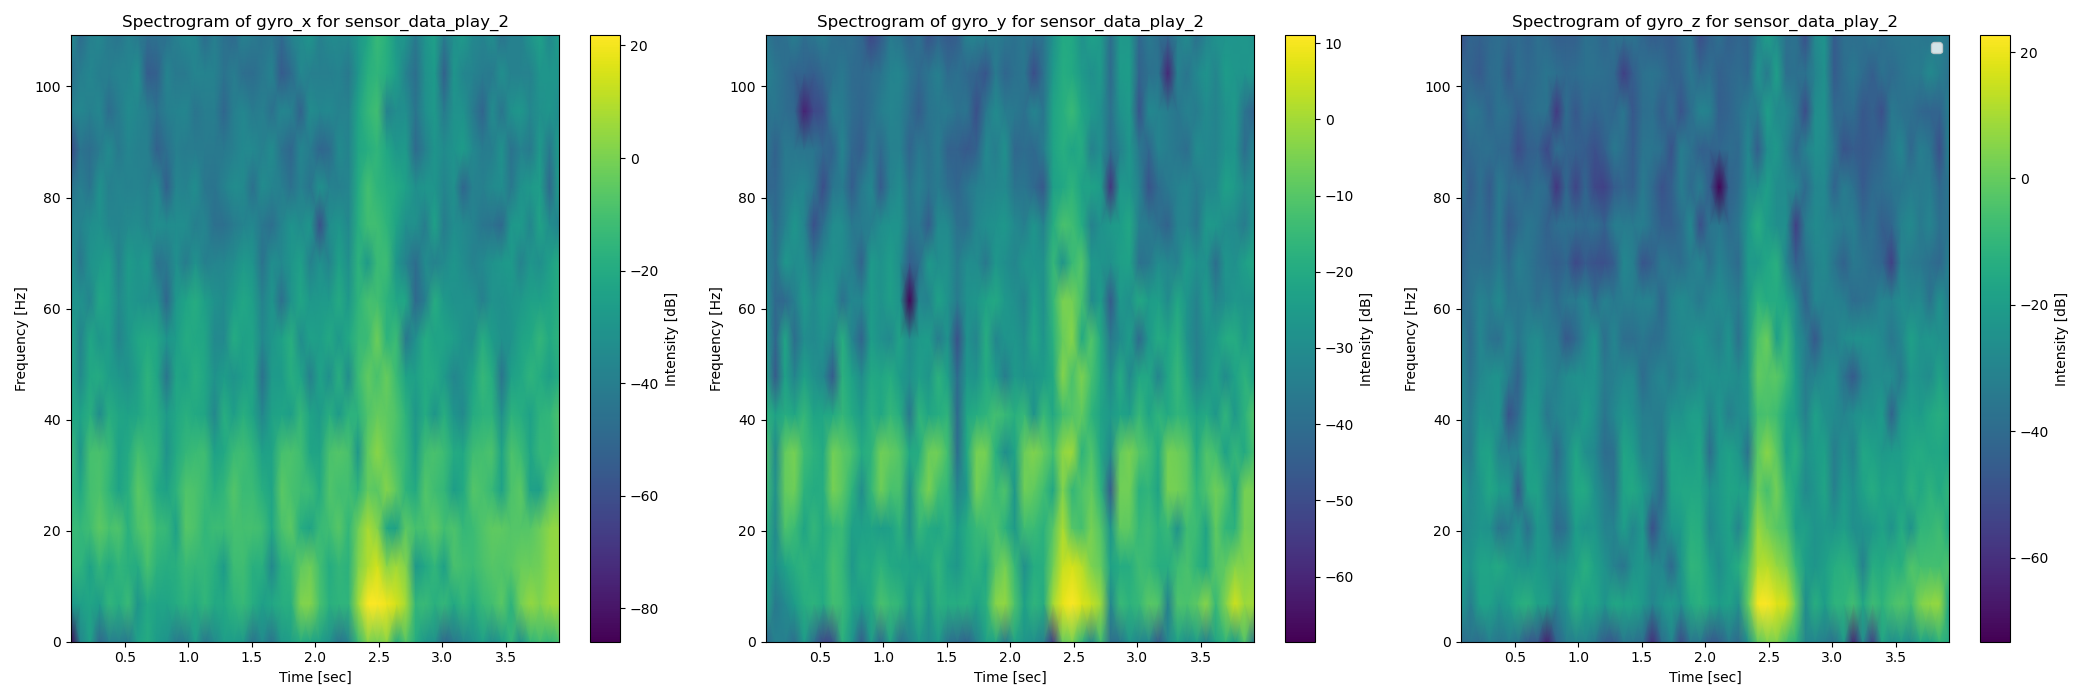 Spectrogram of gyro_x for sensor_data_play_2
100
80
60
40
20
0
Frequency [Hz]
0.5 1.0 1.5 2.0 2.5 3.0 3.5
Time [sec]
20
0
−20
−40
−60
−80
Intensity [dB]
Spectrogram of gyro_y for sensor_data_play_2
100
80
60
40
20
0
Frequency [Hz]
0.5 1.0 1.5 2.0 2.5 3.0 3.5
Time [sec]
10
0
−10
−20
−30
−40
−50
−60
Intensity [dB]
Spectrogram of gyro_z for sensor_data_play_2
100
80
60
40
20
0
Frequency [Hz]
0.5 1.0 1.5 2.0 2.5 3.0 3.5
Time [sec]
20
0
−20
−40
−60
Intensity [dB]